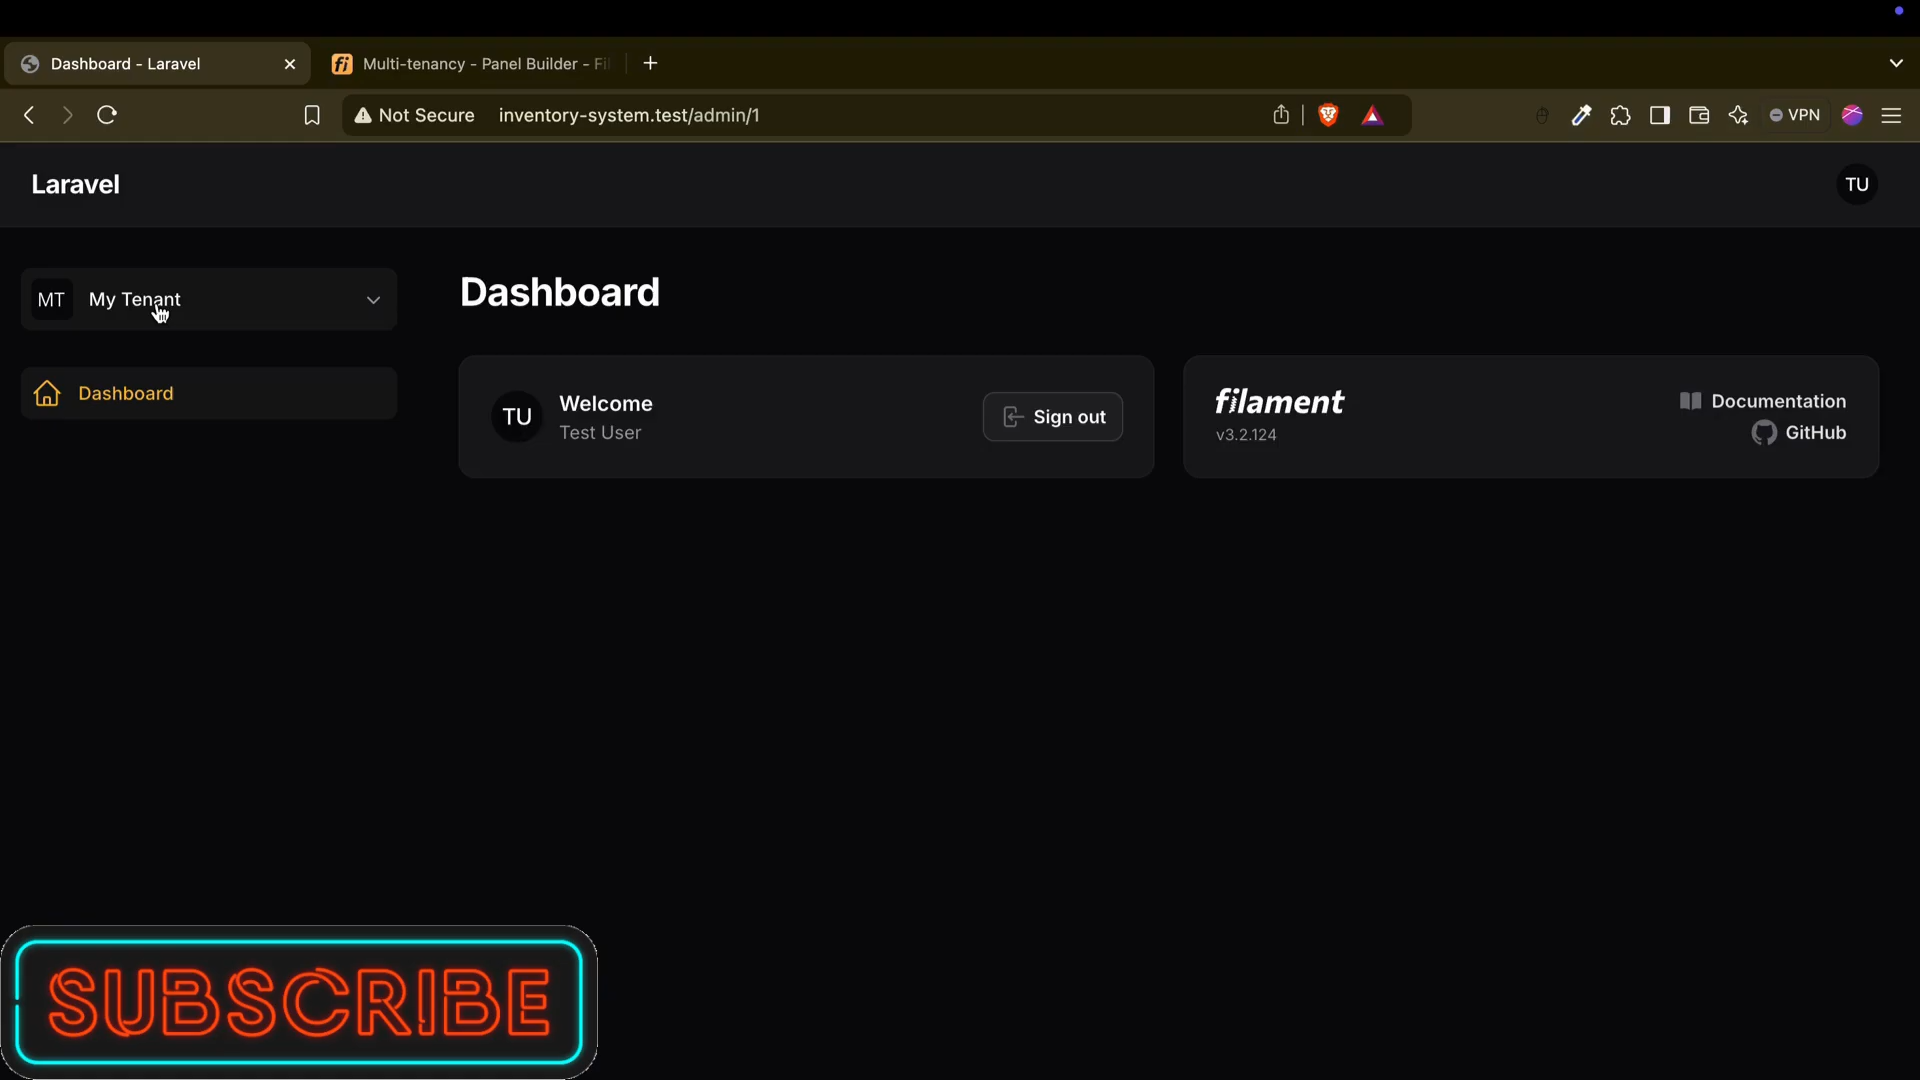 Dashboard - Laravel
Multi-tenancy - Panel Builder - Fil
Not Secure inventory-system.test/admin/1
VPN
Laravel
TU
MT My Tenant
Dashboard
Dashboard
TU
Welcome
Test User
Sign out
filament
v3.2.124
Documentation
GitHub
SUBSCRIBE